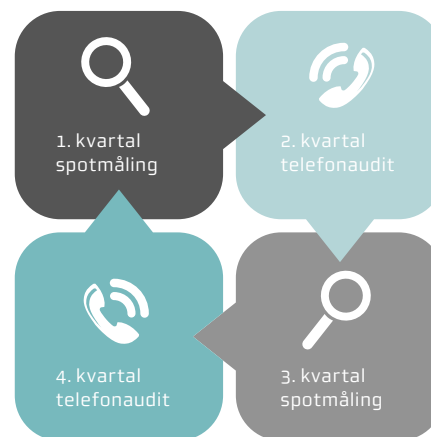 1. kvartal
spotmåling
2. kvartal
telefonaudit
3. kvartal
spotmåling
4. kvartal
telefonaudit